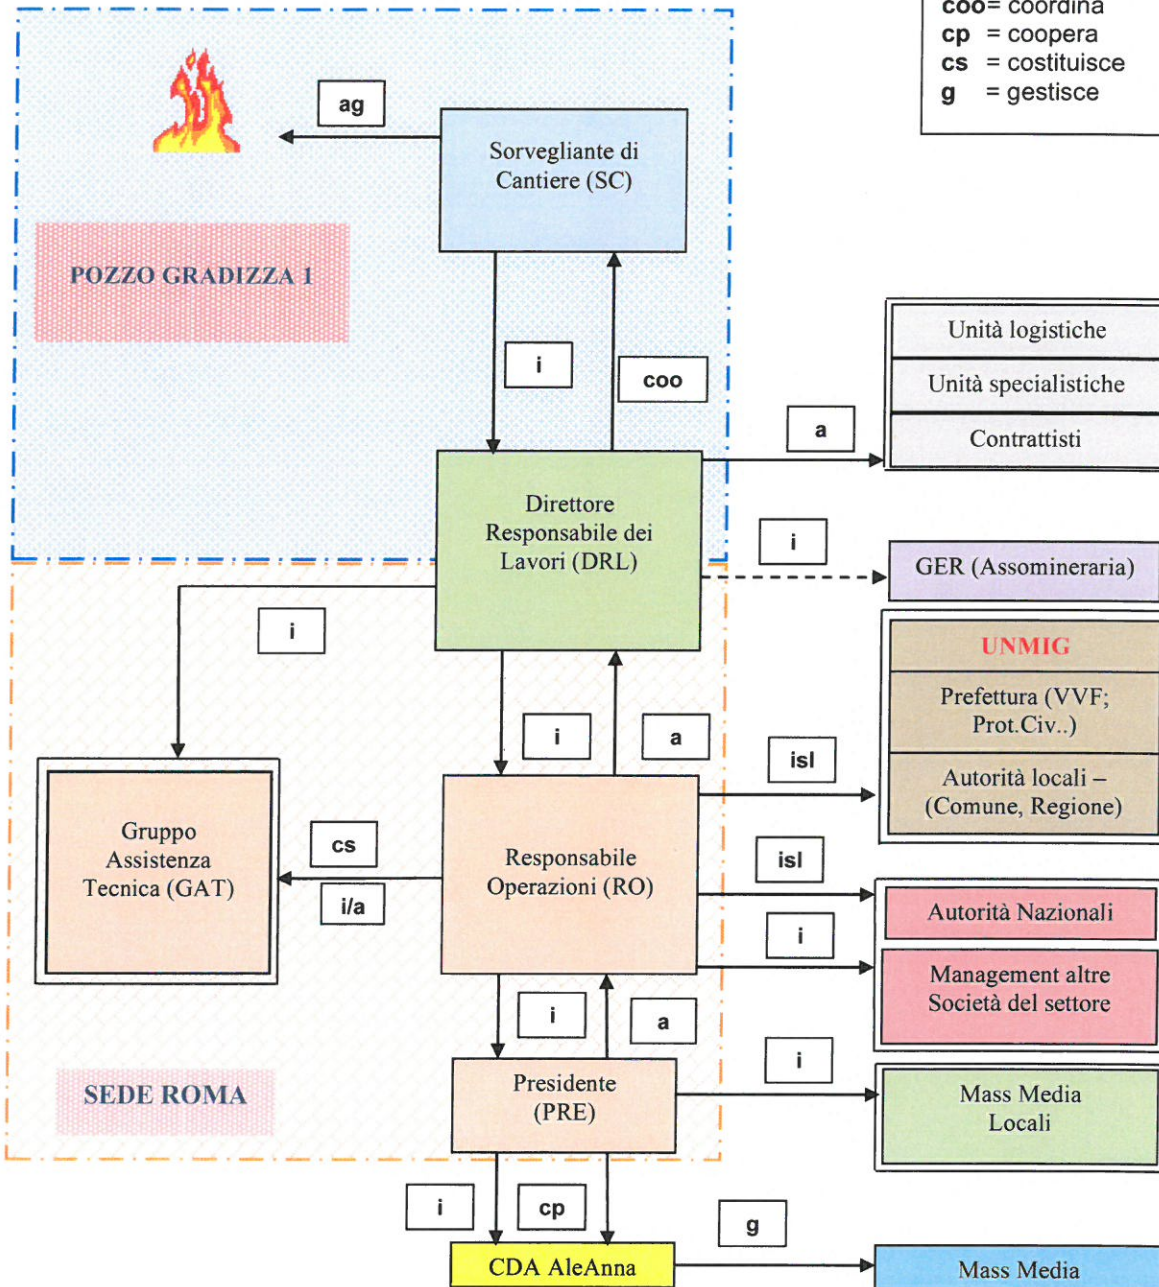 coo= coordina
cp = coopera
cs = costituisce
g = gestisce
ag
Sorvegliante di
Cantiere (SC)
POZZO GRADIZZA 1
i
coo
Unità logistiche
Unità specialistiche
Contrattisti
a
Direttore
Responsabile dei
Lavori (DRL)
i
GER (Assomineraria)
i
UNMIG
Prefettura (VVF;
Prot.Civ..)
Autorità locali –
(Comune, Regione)
i
a
isl
Gruppo
Assistenza
Tecnica (GAT)
cs
i/a
Responsabile
Operazioni (RO)
isl
Autorità Nazionali
i
Management altre
Società del settore
i
a
SEDE ROMA
Presidente
(PRE)
i
Mass Media
Locali
i
cp
g
CDA AleAnna
Mass Media